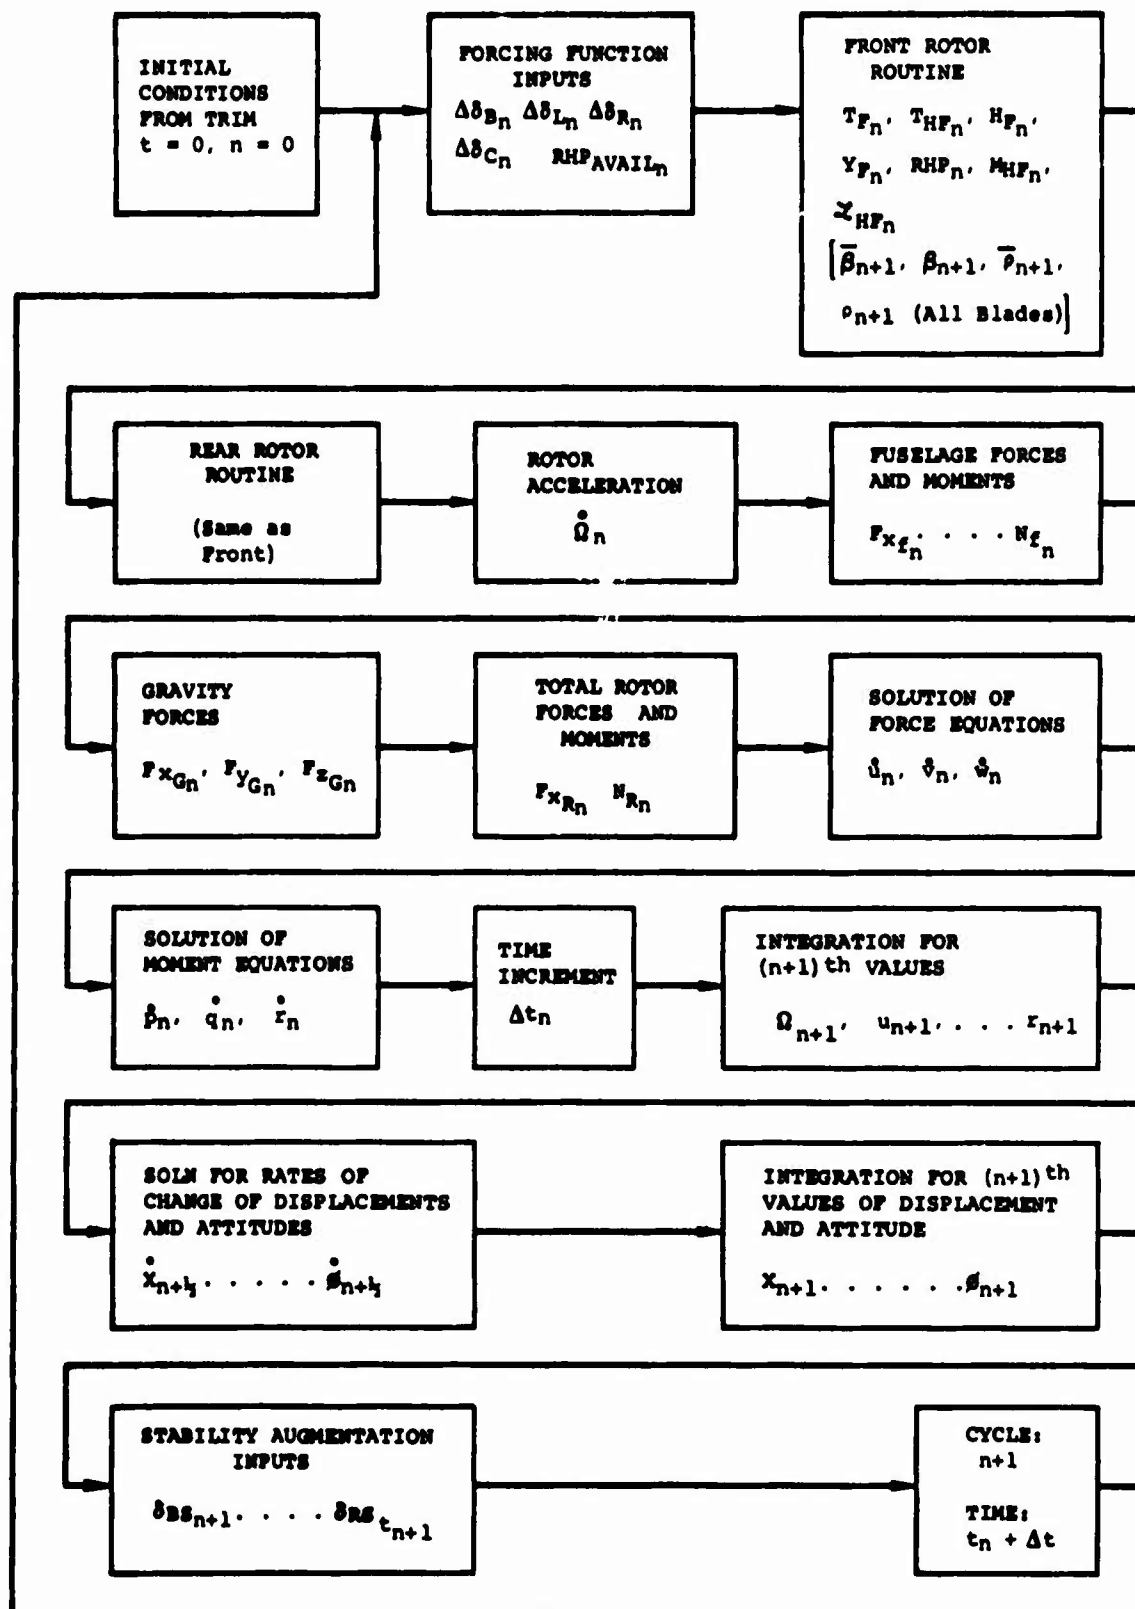 INITIAL
CONDITIONS
FROM TRIM
t = 0, n = 0
FORCING FUNCTION
INPUTS
Δδ_Bn Δδ_Ln Δδ_Rn
Δδ_Cn RHP_AVAILn
FRONT ROTOR
ROUTINE
T_Fn, T_HFn, H_Fn,
Y_Fn, RHP_n, M_HFn,
ℒ_HFn
[β̅_n+1, β_n+1, ρ̅_n+1,
ρ_n+1 (All Blades)]
REAR ROTOR
ROUTINE
(Same as
Front)
ROTOR
ACCELERATION
Ω̇_n
FUSELAGE FORCES
AND MOMENTS
F_xfn . . . . N_fn
GRAVITY
FORCES
F_xGn, F_yGn, F_zGn
TOTAL ROTOR
FORCES AND
MOMENTS
F_xRn N_Rn
SOLUTION OF
FORCE EQUATIONS
u̇_n, v̇_n, ẇ_n
SOLUTION OF
MOMENT EQUATIONS
ṗ_n, q̇_n, ṙ_n
TIME
INCREMENT
Δt_n
INTEGRATION FOR
(n+1)th VALUES
Ω_n+1, u_n+1, . . . r_n+1
SOLN FOR RATES OF
CHANGE OF DISPLACEMENTS
AND ATTITUDES
ẋ_n+½ . . . . . ø̇_n+½
INTEGRATION FOR (n+1)th
VALUES OF DISPLACEMENT
AND ATTITUDE
x_n+1 . . . . . . ø_n+1
STABILITY AUGMENTATION
INPUTS
δ_BSn+1 . . . . δ_RStn+1
CYCLE:
n+1
TIME:
t_n + Δt